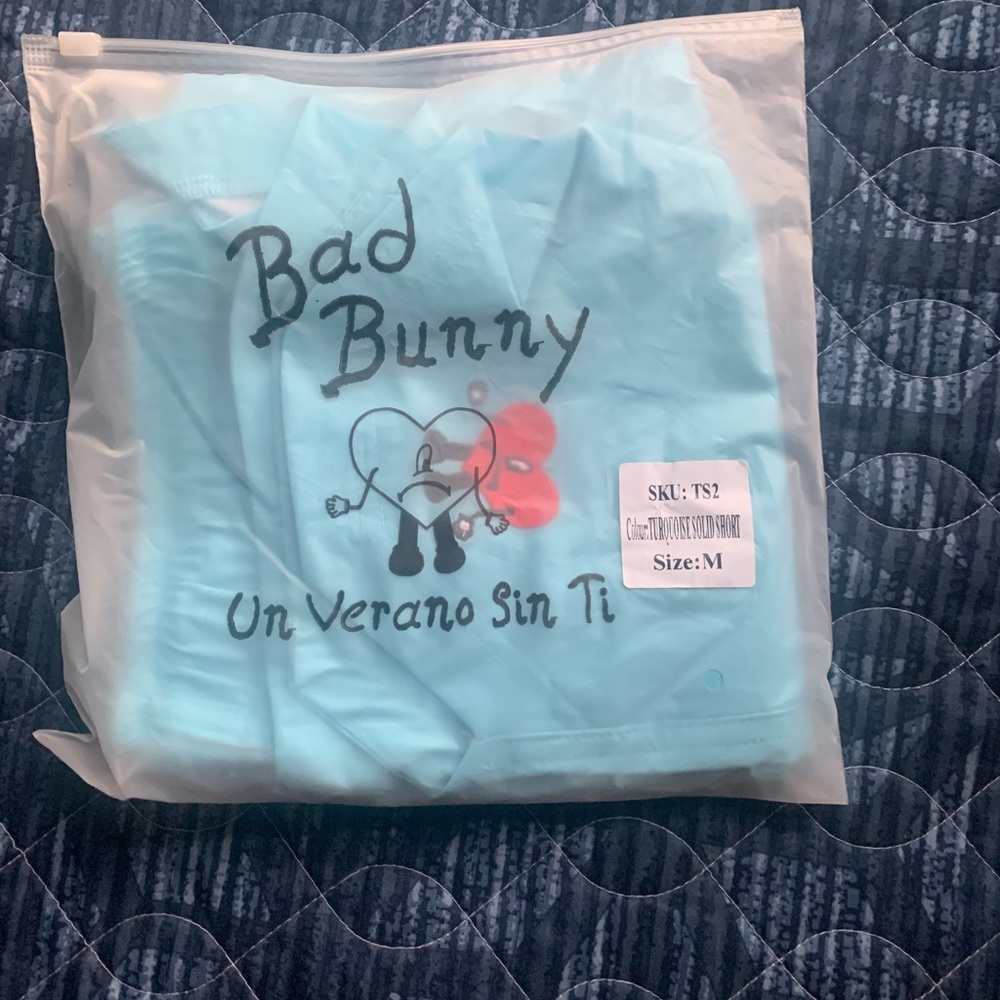 Bad
Bunny
Un Verano Sin Ti
SKU: TS2
Colour:TURQUOISE SOLID SHORT
Size:M